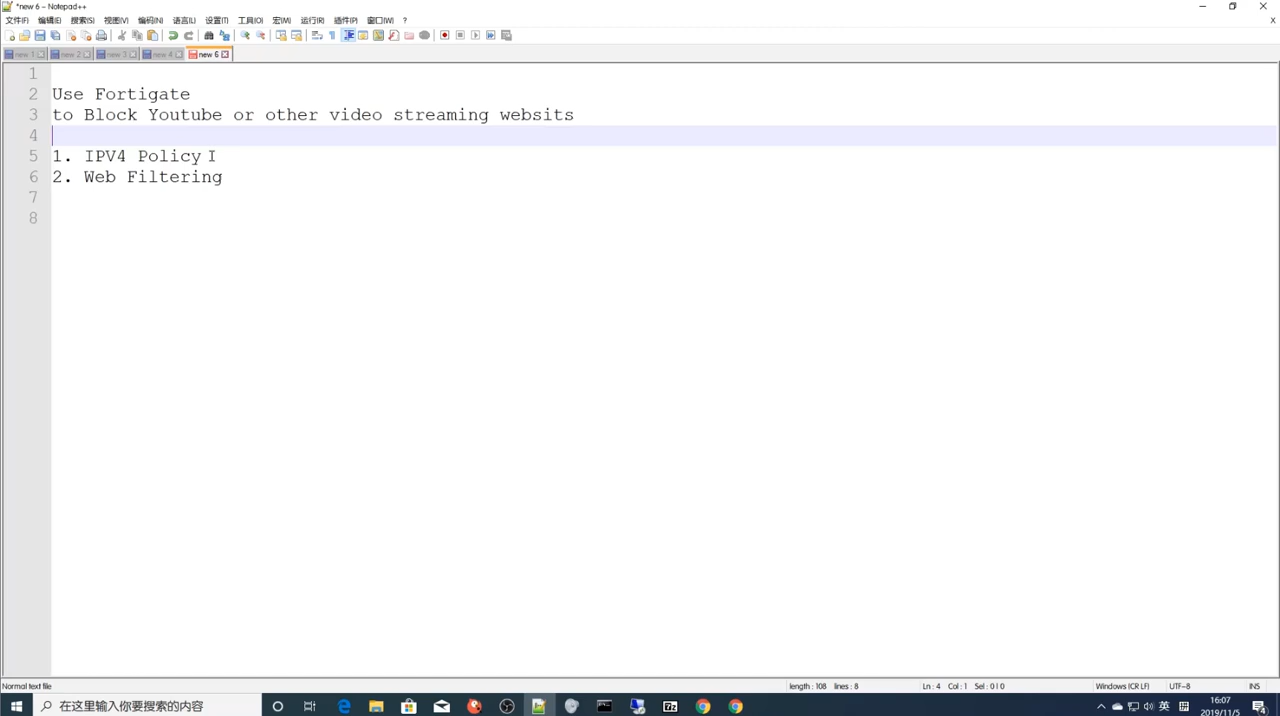 *new 6 - Notepad++
文件(F) 编辑(E) 搜索(S) 视图(V) 编码(N) 语言(L) 设置(T) 工具(O) 宏(M) 运行(R) 插件(P) 窗口(W) ?
new 1 new 2 new 3 new 4 new 6
1
2 Use Fortigate
3 to Block Youtube or other video streaming websits
4
5 1. IPV4 Policy
6 2. Web Filtering
7
8
Normal text file length : 108 lines : 8 Ln : 4 Col : 1 Sel : 0 | 0 Windows (CR LF) UTF-8 INS
在这里输入你要搜索的内容 英 拼 16:07
2019/11/5